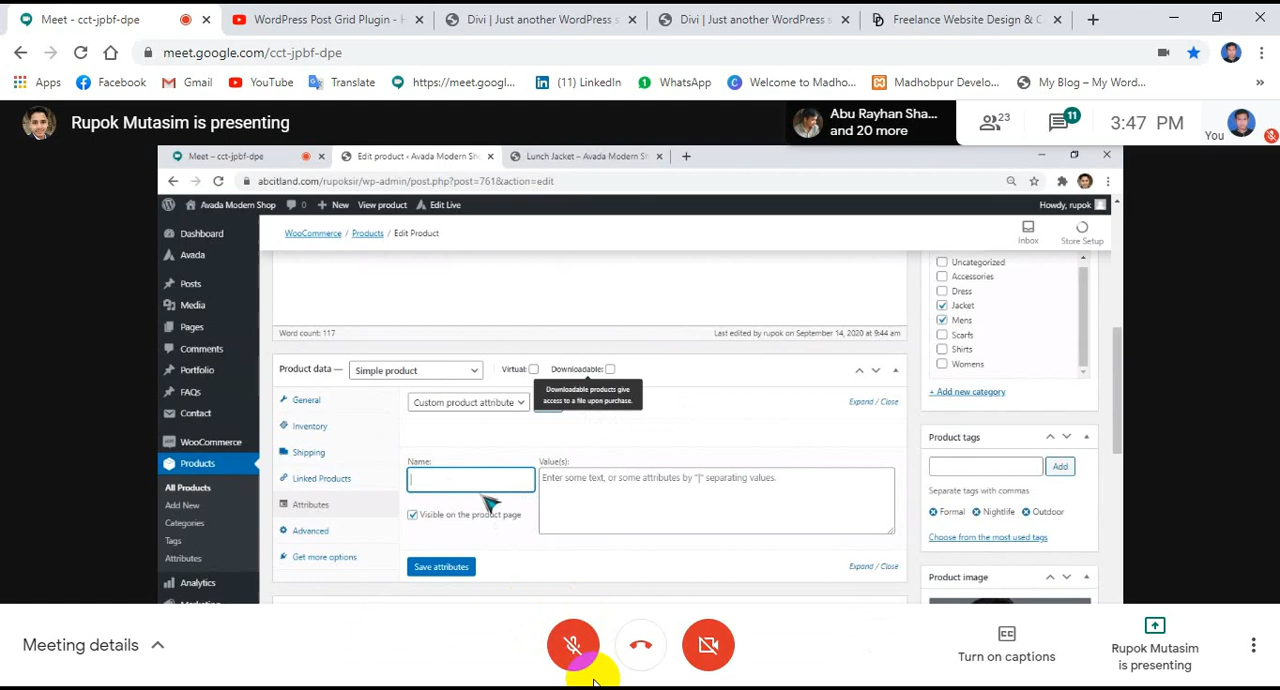 Meet - cct-jpbf-dpe
WordPress Post Grid Plugin - H
Divi | Just another WordPress s
Divi | Just another WordPress s
Freelance Website Design & C
meet.google.com/cct-jpbf-dpe
Apps
Facebook
Gmail
YouTube
Translate
https://meet.googl...
(11) LinkedIn
WhatsApp
Welcome to Madho...
Madhobpur Develo...
My Blog – My Word...
»
Rupok Mutasim is presenting
Abu Rayhan Sha...
and 20 more
23
11
3:47 PM
You
Meet – cct-jpbf-dpe
Edit product ‹ Avada Modern Sho
Lunch Jacket – Avada Modern S
abcitland.com/rupoksir/wp-admin/post.php?post=761&action=edit
Avada Modern Shop
0
New
View product
Edit Live
Howdy, rupok
Dashboard
Avada
Posts
Media
Pages
Comments
Portfolio
FAQs
Contact
WooCommerce
Products
All Products
Add New
Categories
Tags
Attributes
Analytics
WooCommerce / Products / Edit Product
Inbox
Store Setup
Word count: 117
Last edited by rupok on September 14, 2020 at 9:44 am
Product data —
Simple product
Virtual:
Downloadable:
Downloadable products give
access to a file upon purchase.
General
Inventory
Shipping
Linked Products
Attributes
Advanced
Get more options
Custom product attribute
Expand / Close
Name:
Value(s):
Enter some text, or some attributes by "|" separating values.
Visible on the product page
Save attributes
Expand / Close
Uncategorized
Accessories
Dress
Jacket
Mens
Scarfs
Shirts
Womens
+ Add new category
Product tags
Add
Separate tags with commas
Formal
Nightlife
Outdoor
Choose from the most used tags
Product image
Meeting details
Turn on captions
Rupok Mutasim
is presenting